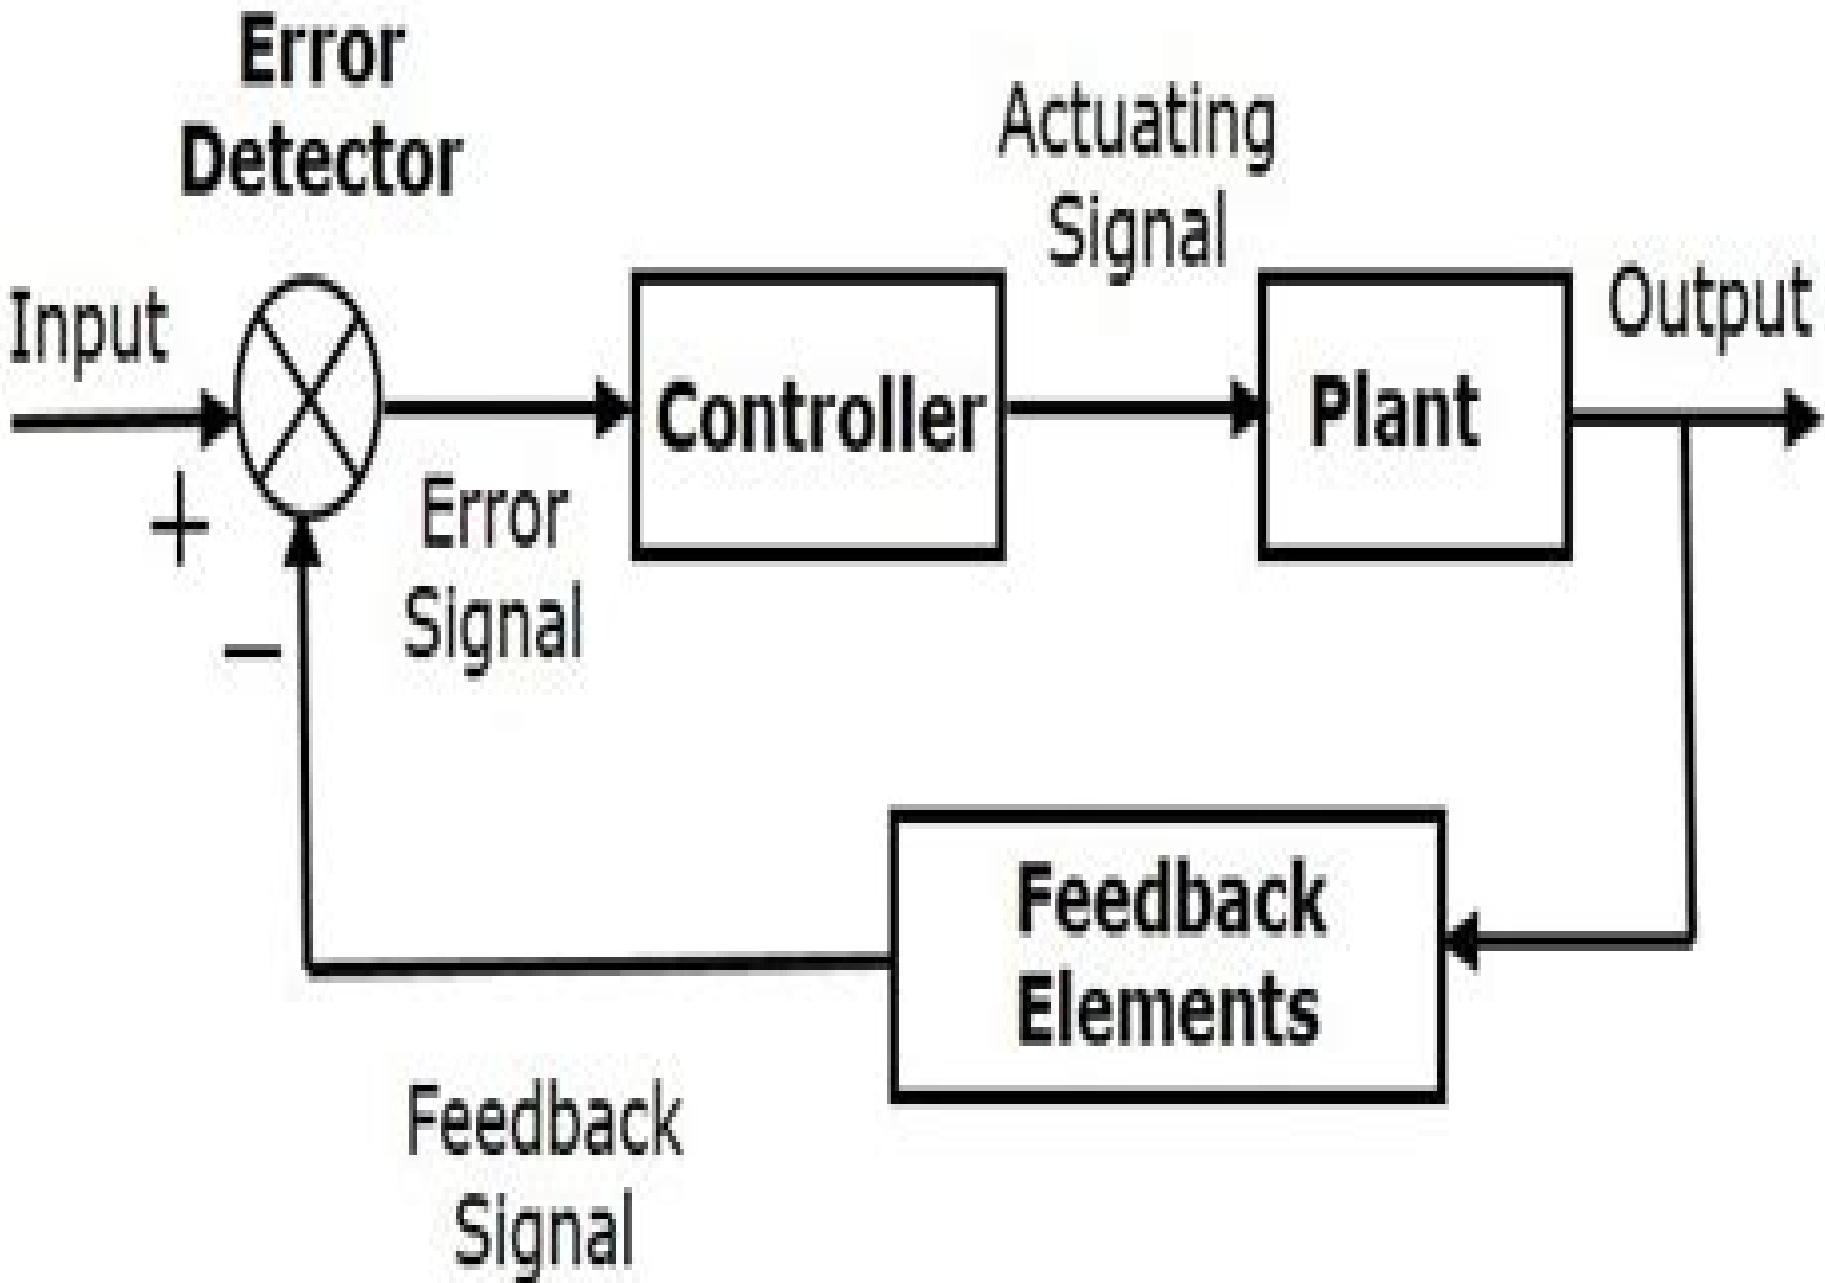 Error
Detector
Actuating
Signal
Input
Output
Controller
Plant
+
Error
Signal
−
Feedback
Elements
Feedback
Signal